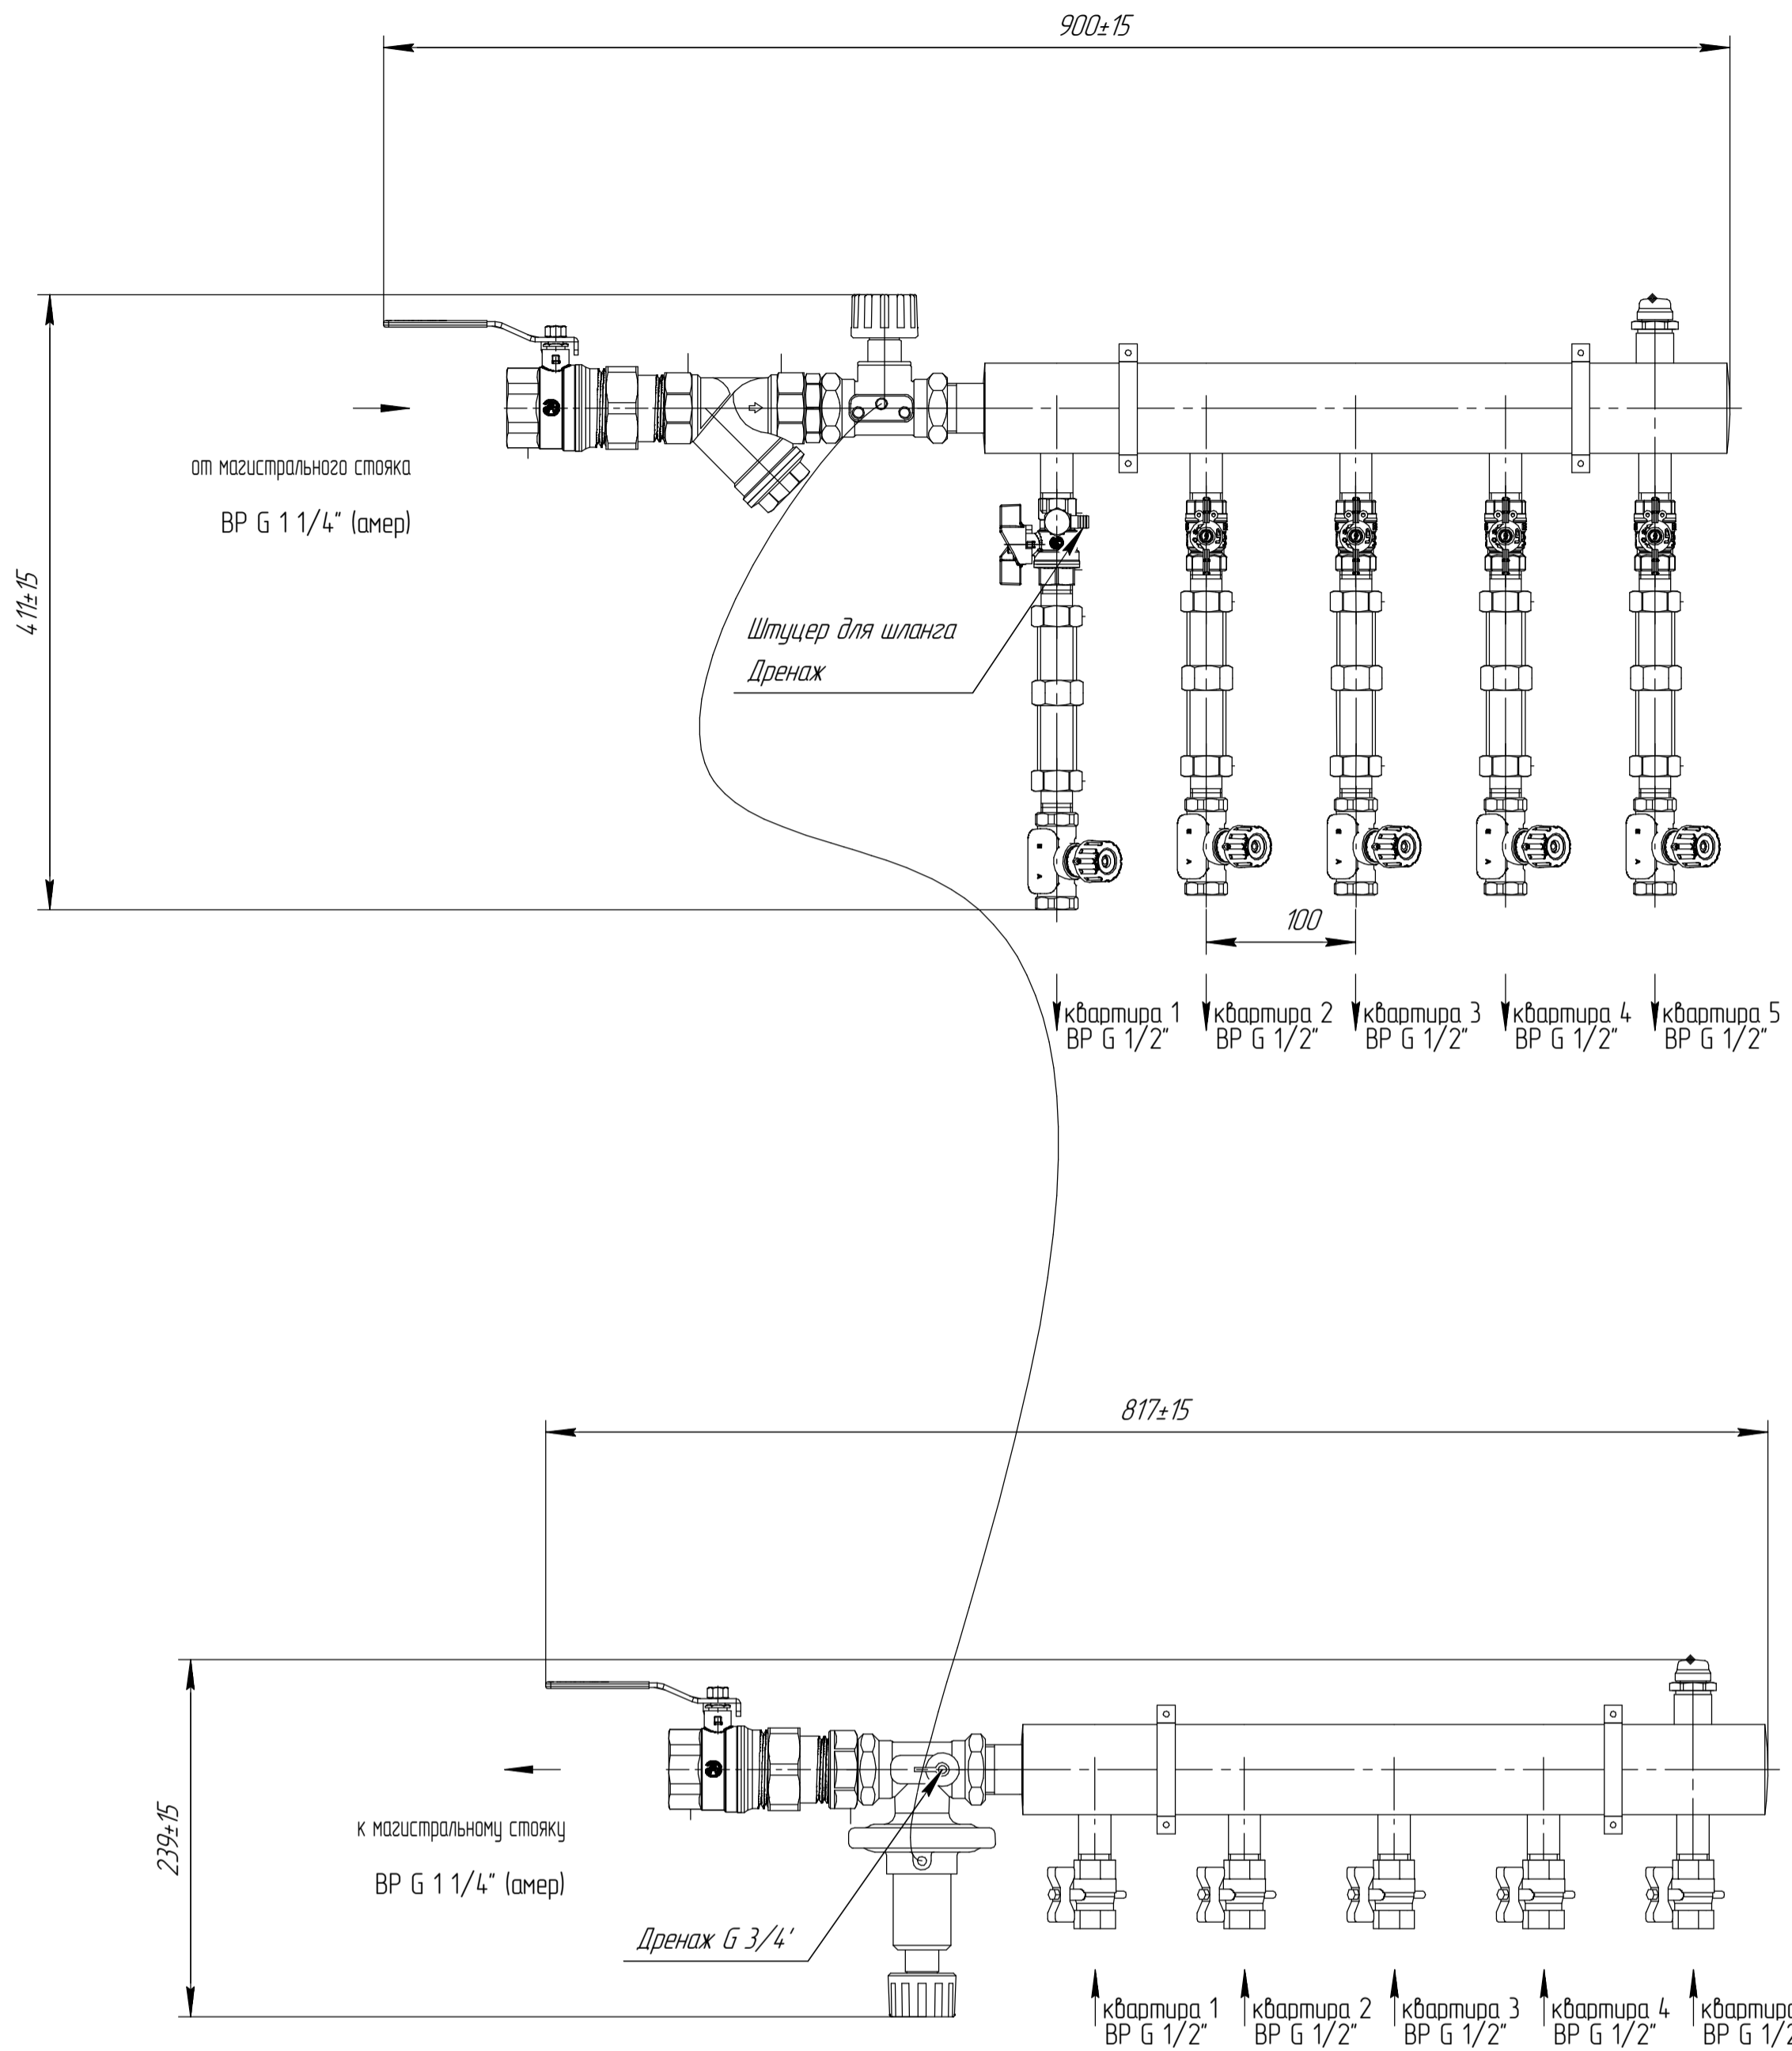 900±15
411±15
от магистрального стояка
ВР G 1 1/4" (амер)
Штуцер для шланга
Дренаж
100
квартира 1
ВР G 1/2"
квартира 2
ВР G 1/2"
квартира 3
ВР G 1/2"
квартира 4
ВР G 1/2"
квартира 5
ВР G 1/2"
817±15
239±15
к магистральному стояку
ВР G 1 1/4" (амер)
Дренаж G 3/4'
квартира 1
ВР G 1/2"
квартира 2
ВР G 1/2"
квартира 3
ВР G 1/2"
квартира 4
ВР G 1/2"
квартира
ВР G 1/2